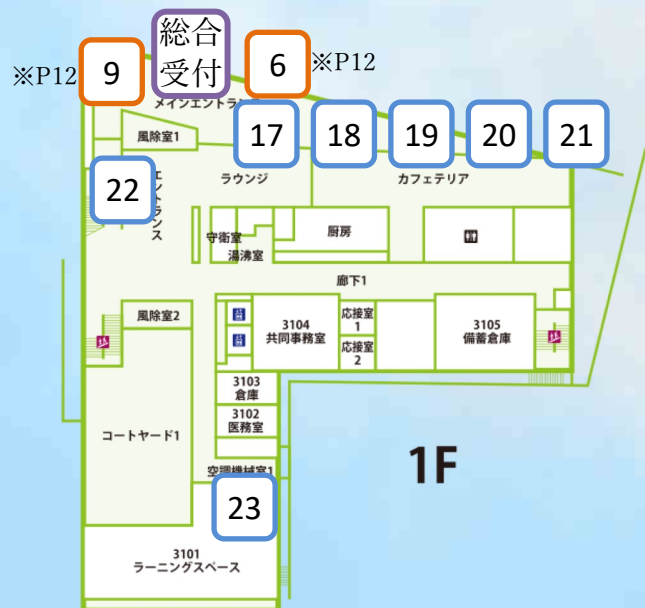 総合
受付
※P12
9
6
※P12
メインエントランス
17
18
19
20
21
風除室1
22
エントランス
ラウンジ
カフェテリア
守衛室
厨房
湯沸室
廊下1
風除室2
3104
共同事務室
応接室
1
応接室
2
3105
備蓄倉庫
3103
倉庫
3102
医務室
コートヤード1
1F
空調機械室1
23
3101
ラーニングスペース